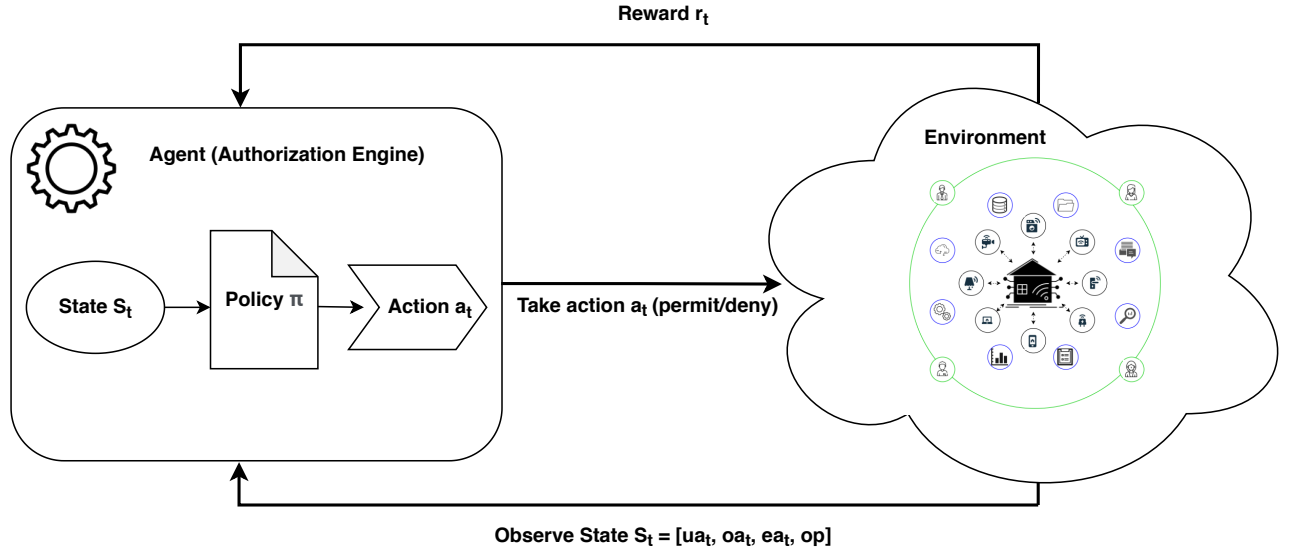 Reward r_t
Agent (Authorization Engine)
Environment
State S_t
Policy π
Action a_t
Take action a_t (permit/deny)
Observe State S_t = [ua_t, oa_t, ea_t, op]